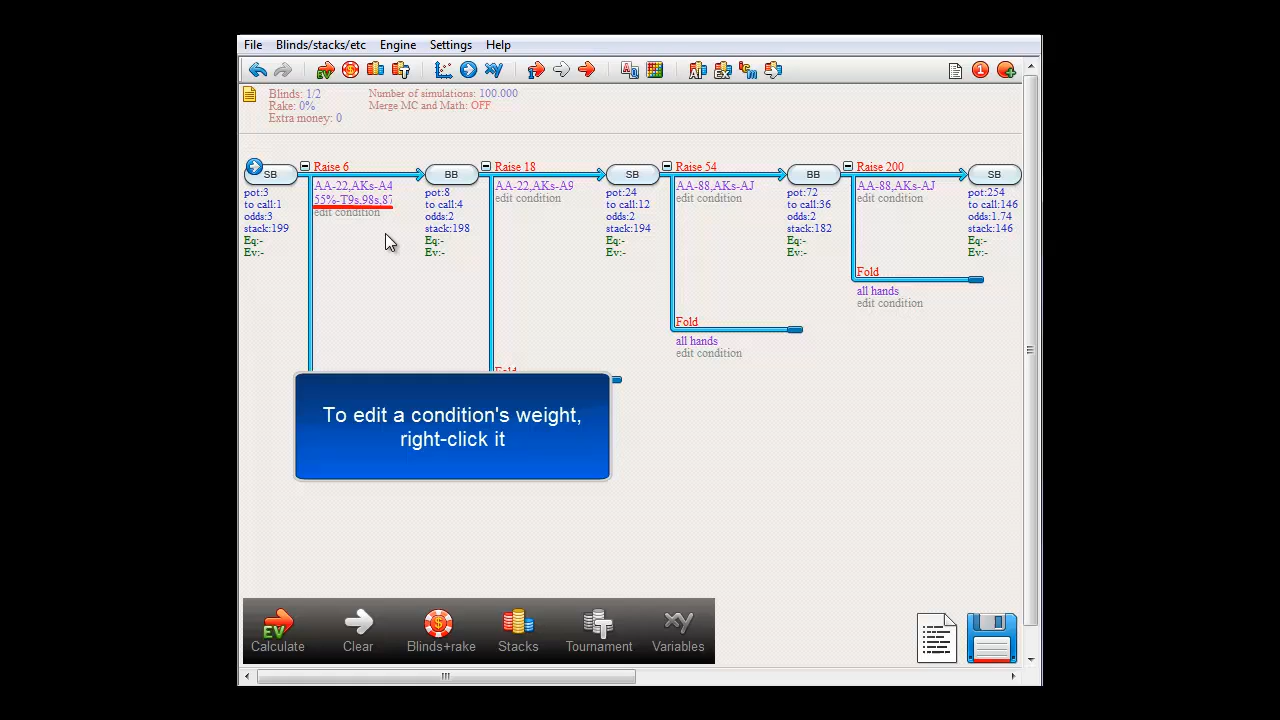 File Blinds/stacks/etc Engine Settings Help
Blinds: 1/2
Rake: 0%
Extra money: 0
Number of simulations: 100.000
Merge MC and Math: OFF
SB
Raise 6
BB
Raise 18
SB
Raise 54
BB
Raise 200
SB
pot:3
to call:1
odds:3
stack:199
Eq:-
Ev:-
AA-22,AKs-A4
55%-T9s,98s,87
edit condition
pot:8
to call:4
odds:2
stack:198
Eq:-
Ev:-
AA-22,AKs-A9
edit condition
pot:24
to call:12
odds:2
stack:194
Eq:-
Ev:-
AA-88,AKs-AJ
edit condition
pot:72
to call:36
odds:2
stack:182
Eq:-
Ev:-
AA-88,AKs-AJ
edit condition
pot:254
to call:146
odds:1.74
stack:146
Eq:-
Ev:-
Fold
all hands
edit condition
Fold
all hands
edit condition
Fold
To edit a condition's weight,
right-click it
EV
Calculate Clear Blinds+rake Stacks Tournament Variables